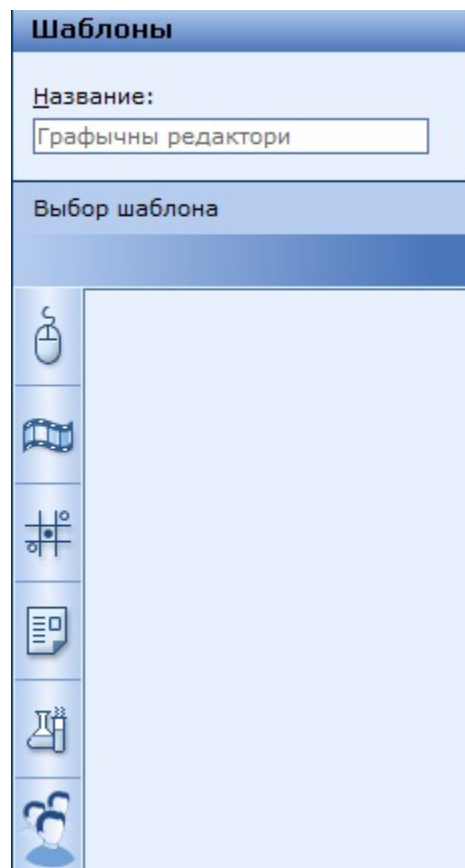 Шаблоны
Название:
Графычны редактори
Выбор шаблона